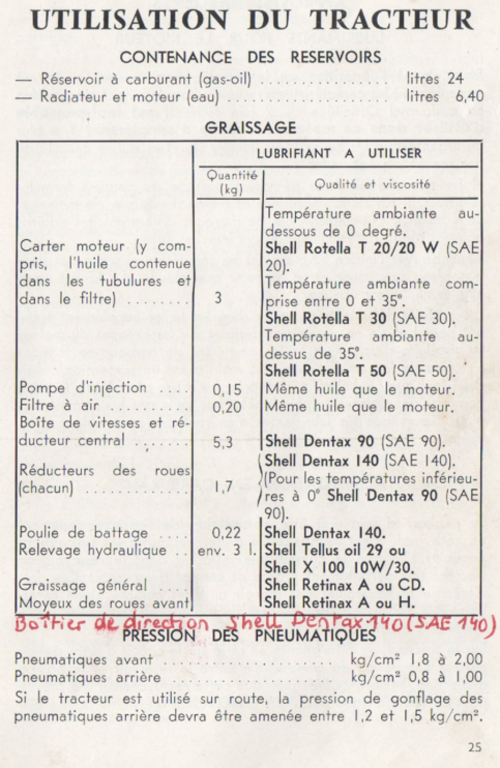 UTILISATION DU TRACTEUR
CONTENANCE DES RESERVOIRS
— Réservoir à carburant (gas-oil) ................ litres 24
— Radiateur et moteur (eau) .................... litres 6,40
GRAISSAGE
LUBRIFIANT A UTILISER
Quantité
(kg)
Qualité et viscosité
Carter moteur (y com-
pris, l'huile contenue
dans les tubulures et
dans le filtre) ........
3
Température ambiante au-
dessous de 0 degré.
Shell Rotella T 20/20 W (SAE
20).
Température ambiante com-
prise entre 0 et 35°.
Shell Rotella T 30 (SAE 30).
Température ambiante au-
dessus de 35°.
Shell Rotella T 50 (SAE 50).
Pompe d'injection .... 0,15 Même huile que le moteur.
Filtre à air .......... 0,20 Même huile que le moteur.
Boîte de vitesses et ré-
ducteur central ....... 5,3 Shell Dentax 90 (SAE 90).
Réducteurs des roues
(chacun) ............. 1,7
Shell Dentax 140 (SAE 140).
(Pour les températures inférieu-
res à 0° Shell Dentax 90 (SAE
90).
Poulie de battage .... 0,22 Shell Dentax 140.
Relevage hydraulique .. env. 3 l. Shell Tellus oil 29 ou
Shell X 100 10W/30.
Graissage général .... Shell Retinax A ou CD.
Moyeux des roues avant Shell Retinax A ou H.
Boîtier de direction Shell Dentax 140 (SAE 140)
PRESSION DES PNEUMATIQUES
Pneumatiques avant .................... kg/cm² 1,8 à 2,00
Pneumatiques arrière .................. kg/cm² 0,8 à 1,00
Si le tracteur est utilisé sur route, la pression de gonflage des
pneumatiques arrière devra être amenée entre 1,2 et 1,5 kg/cm².
25